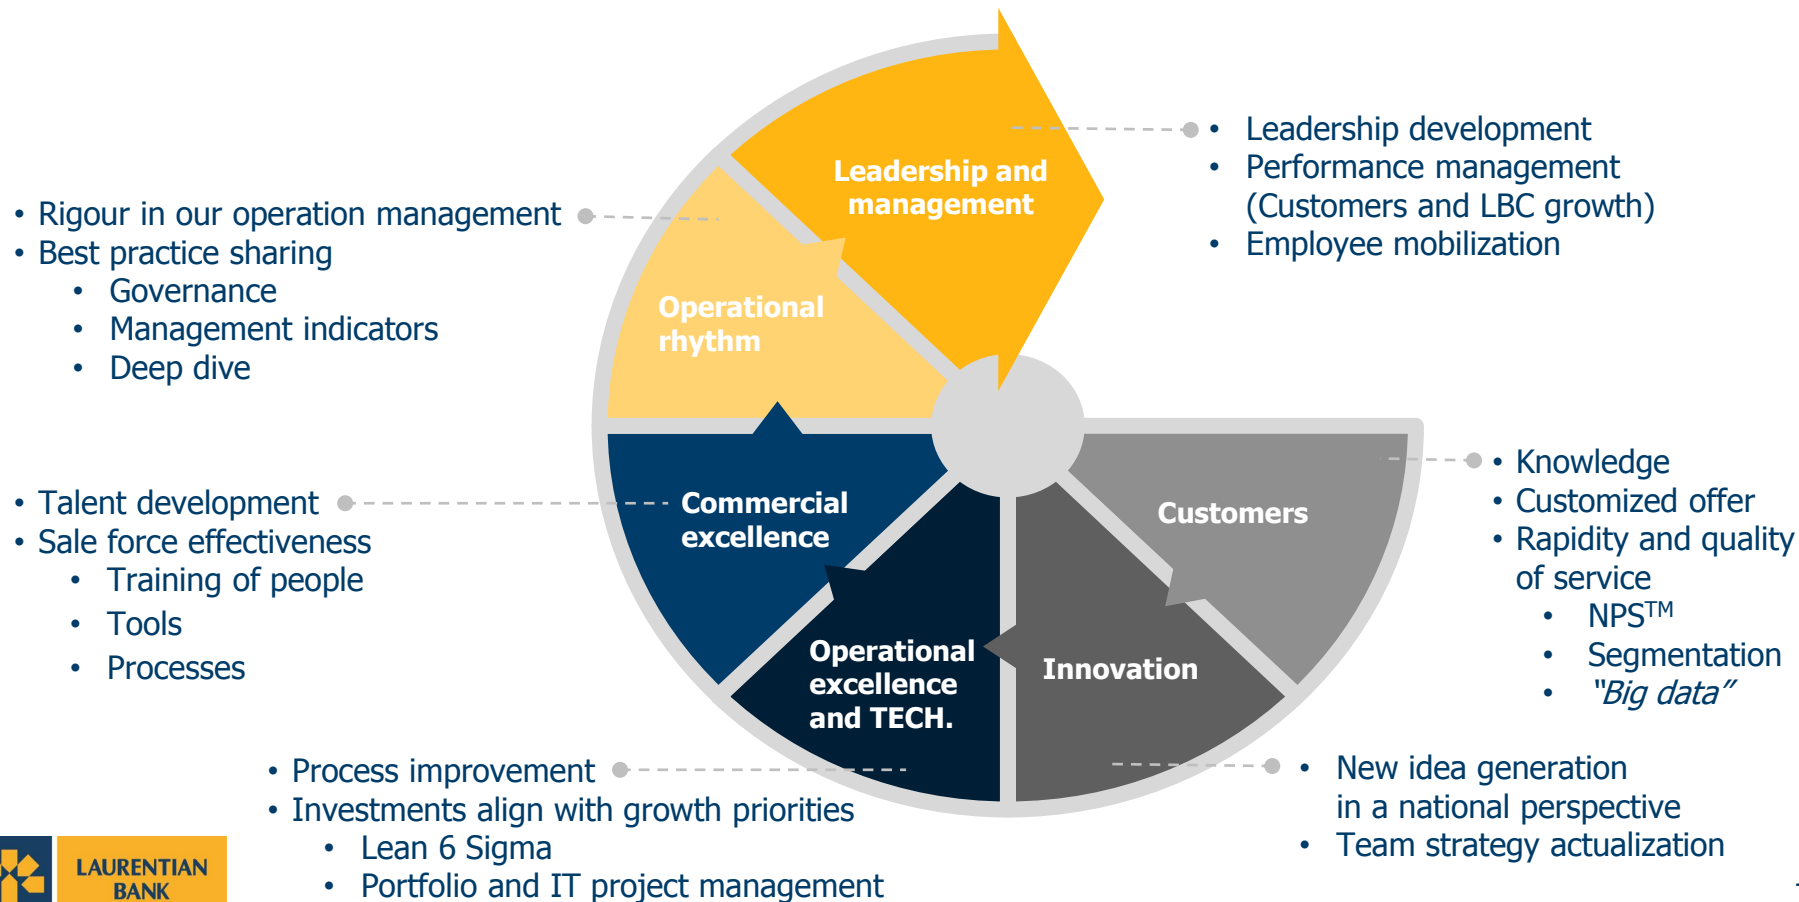 Leadership and
management
• Leadership development
• Performance management
(Customers and LBC growth)
• Employee mobilization
• Rigour in our operation management
• Best practice sharing
• Governance
• Management indicators
• Deep dive
Operational
rhythm
• Talent development
• Sale force effectiveness
• Training of people
• Tools
• Processes
Commercial
excellence
Customers
• Knowledge
• Customized offer
• Rapidity and quality
of service
• NPS™
• Segmentation
• “Big data”
Operational
excellence
and TECH.
Innovation
• Process improvement
• Investments align with growth priorities
• Lean 6 Sigma
• Portfolio and IT project management
• New idea generation
in a national perspective
• Team strategy actualization
LAURENTIAN
BANK